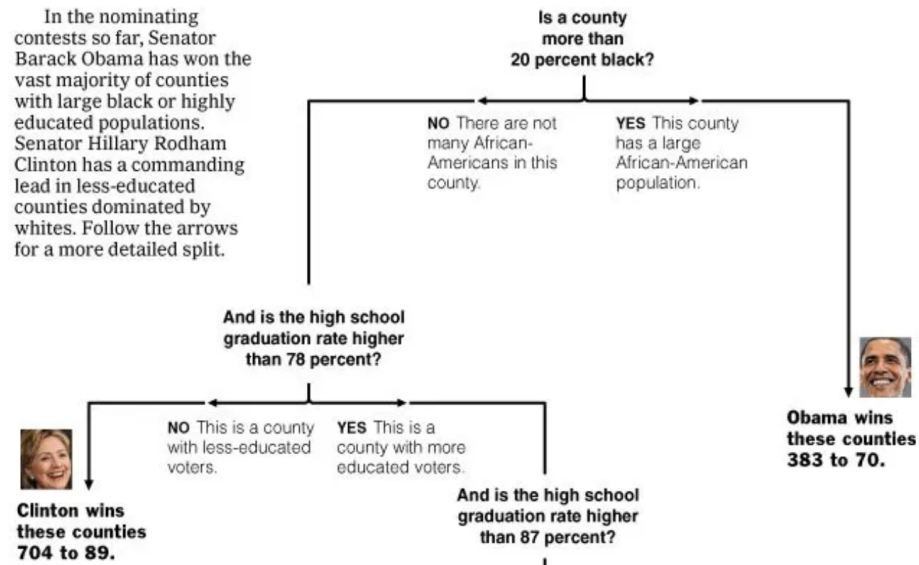 In the nominating
contests so far, Senator
Barack Obama has won the
vast majority of counties
with large black or highly
educated populations.
Senator Hillary Rodham
Clinton has a commanding
lead in less-educated
counties dominated by
whites. Follow the arrows
for a more detailed split.
Is a county
more than
20 percent black?
NO There are not
many African-
Americans in this
county.
YES This county
has a large
African-American
population.
And is the high school
graduation rate higher
than 78 percent?
NO This is a county
with less-educated
voters.
YES This is a
county with more
educated voters.
Obama wins
these counties
383 to 70.
Clinton wins
these counties
704 to 89.
And is the high school
graduation rate higher
than 87 percent?